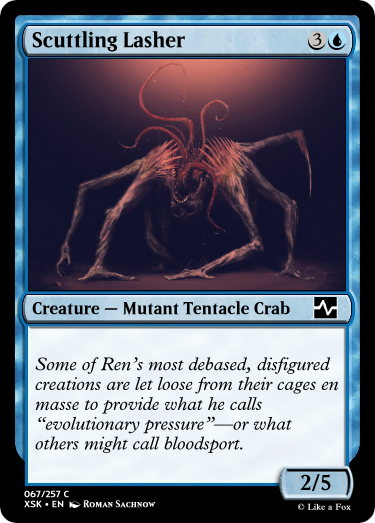 Scuttling Lasher 3
Creature — Mutant Tentacle Crab
Some of Ren’s most debased, disfigured
creations are let loose from their cages en
masse to provide what he calls
“evolutionary pressure”—or what
others might call bloodsport.
2/5
067/257 C
XSK • EN Roman Sachnow
© Like a Fox